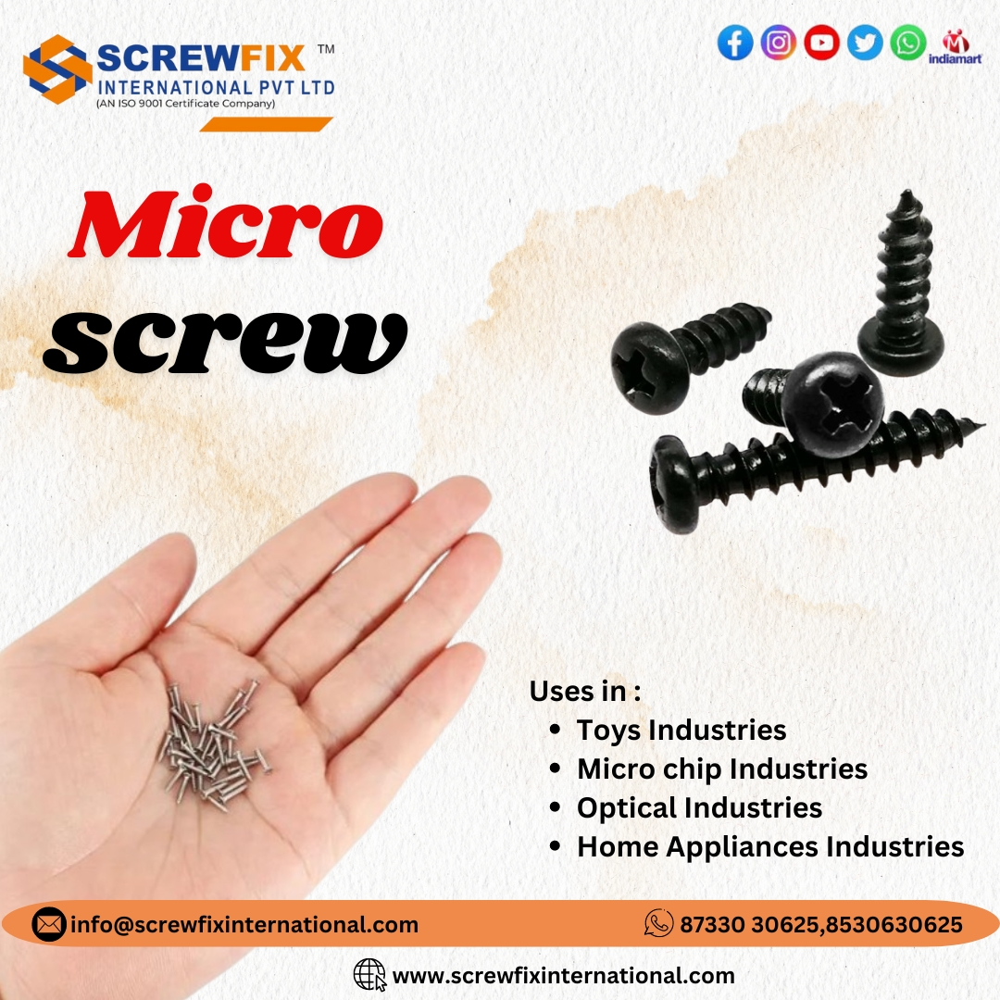 SCREWFIX TM
INTERNATIONAL PVT LTD
(AN ISO 9001 Certificate Company)
indiamart
Micro
screw
Uses in :
• Toys Industries
• Micro chip Industries
• Optical Industries
• Home Appliances Industries
info@screwfixinternational.com
87330 30625,8530630625
www.screwfixinternational.com